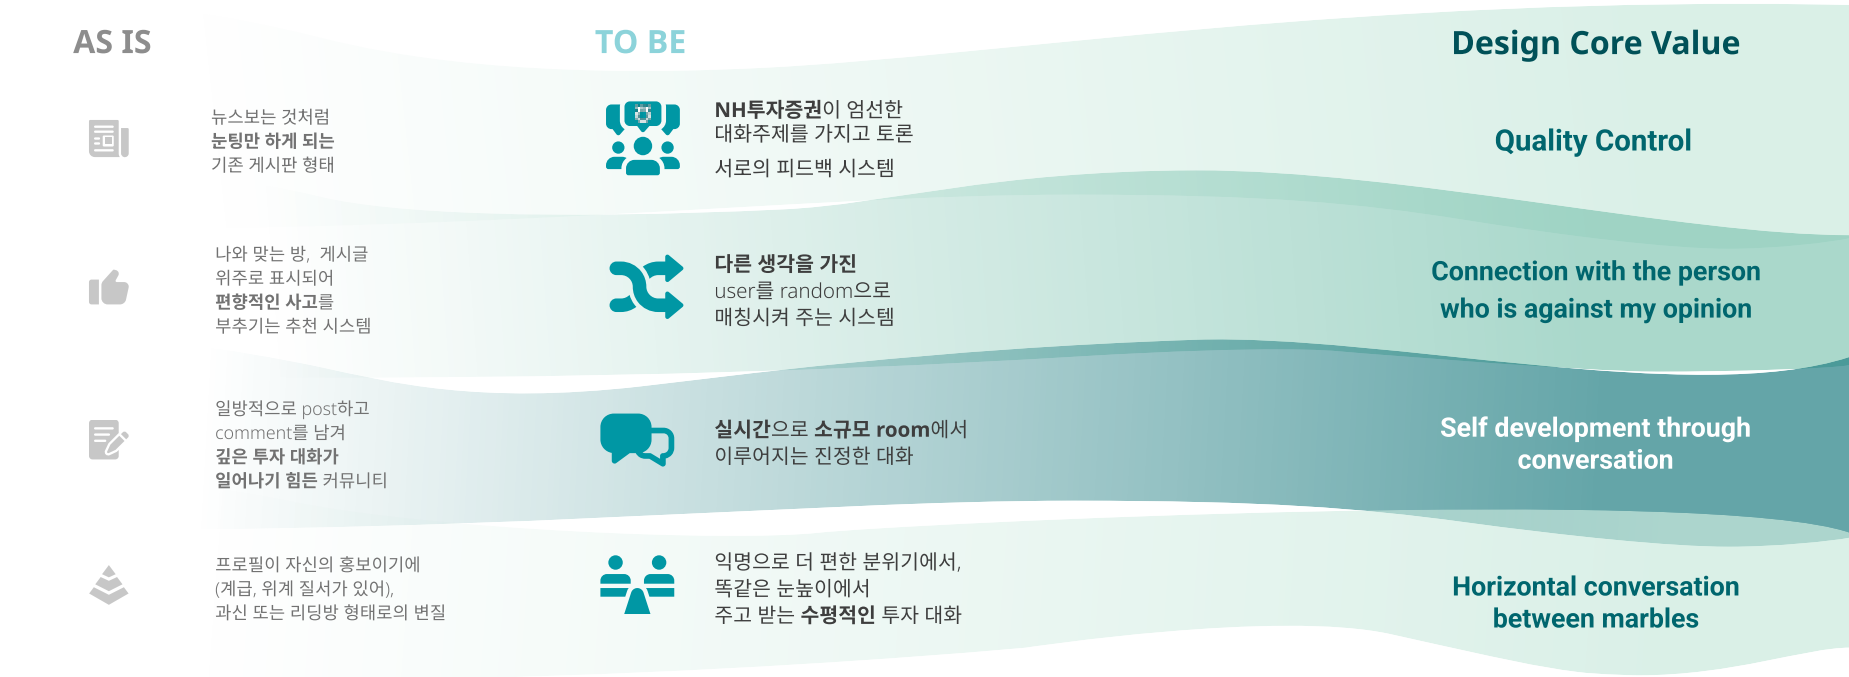 AS IS
TO BE
Design Core Value
뉴스보는 것처럼
눈팅만 하게 되는
기존 게시판 형태
NH투자증권이 엄선한
대화주제를 가지고 토론
서로의 피드백 시스템
Quality Control
나와 맞는 방, 게시글
위주로 표시되어
편향적인 사고를
부추기는 추천 시스템
다른 생각을 가진
user를 random으로
매칭시켜 주는 시스템
Connection with the person
who is against my opinion
일방적으로 post하고
comment를 남겨
깊은 투자 대화가
일어나기 힘든 커뮤니티
실시간으로 소규모 room에서
이루어지는 진정한 대화
Self development through
conversation
프로필이 자신의 홍보이기에
(계급, 위계 질서가 있어),
과신 또는 리딩방 형태로의 변질
익명으로 더 편한 분위기에서,
똑같은 눈높이에서
주고 받는 수평적인 투자 대화
Horizontal conversation
between marbles